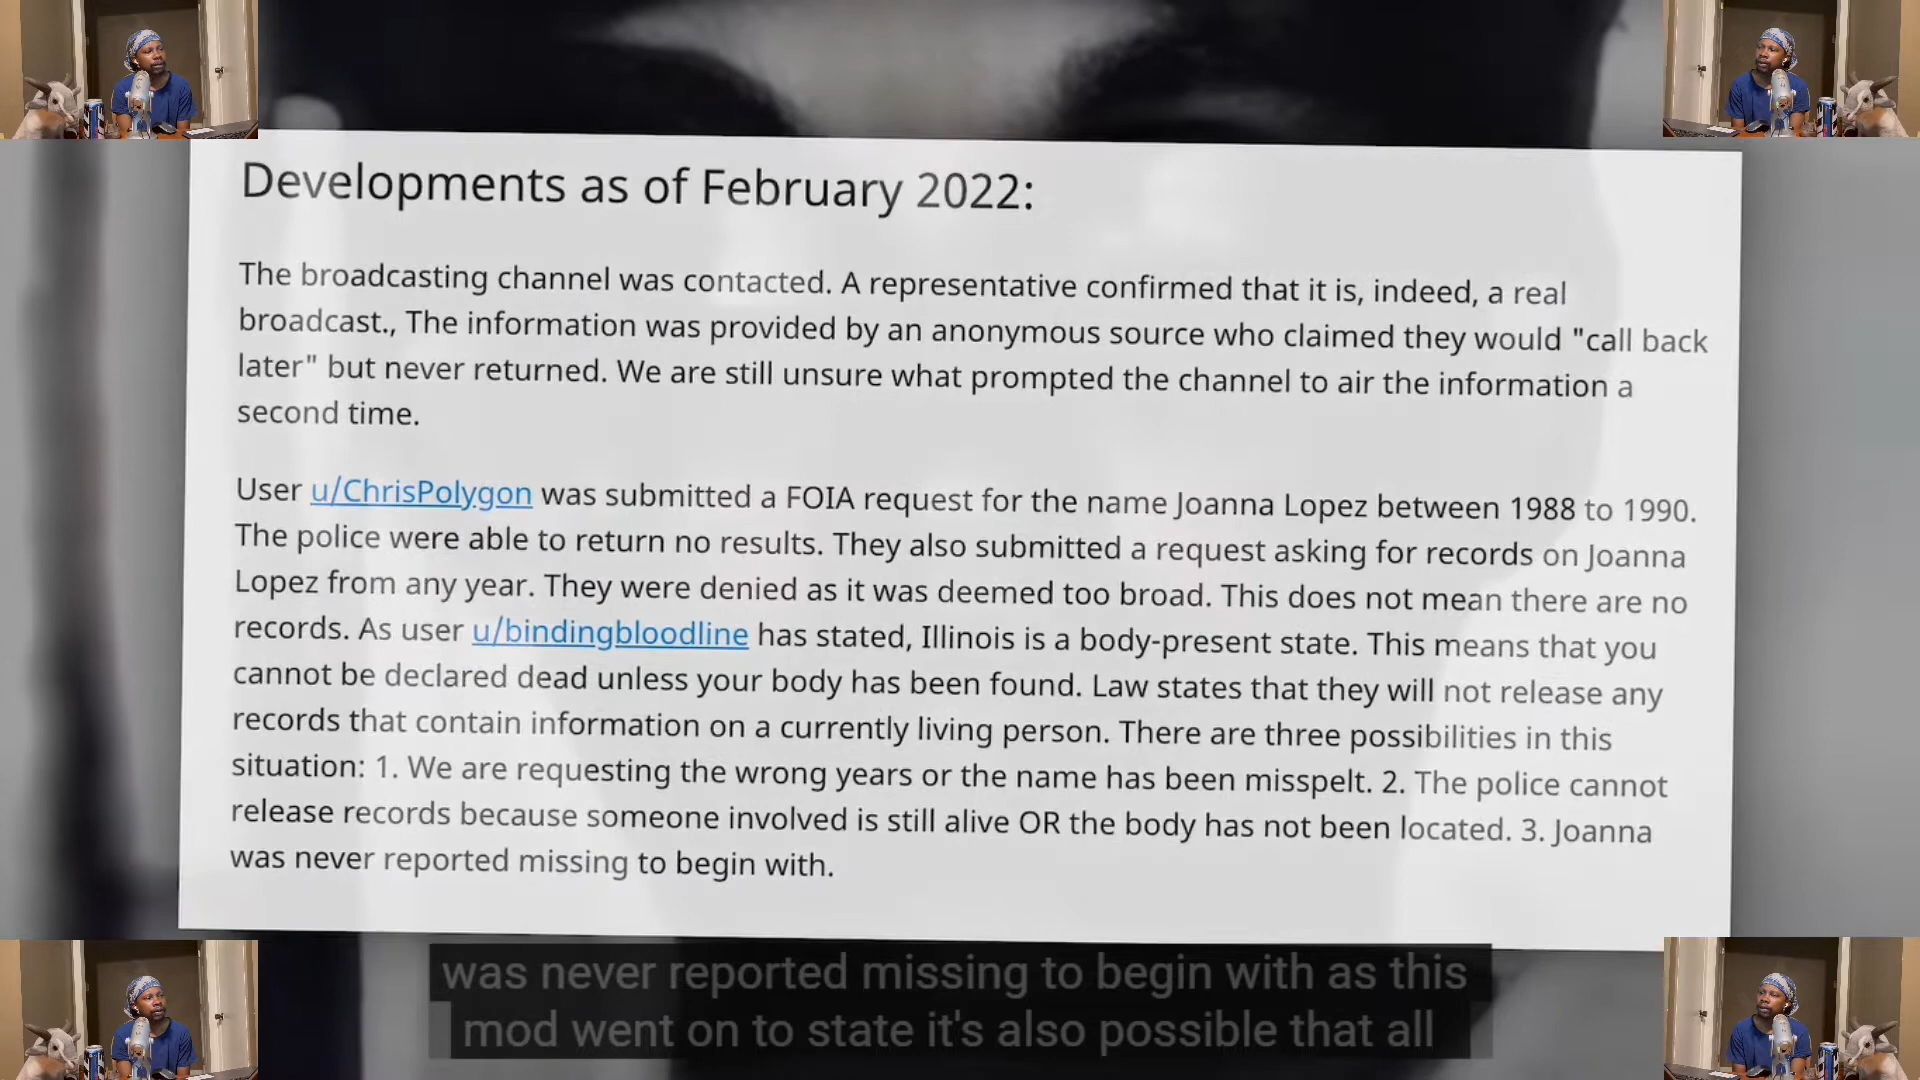 Developments as of February 2022:
The broadcasting channel was contacted. A representative confirmed that it is, indeed, a real
broadcast., The information was provided by an anonymous source who claimed they would "call back
later" but never returned. We are still unsure what prompted the channel to air the information a
second time.
User u/ChrisPolygon was submitted a FOIA request for the name Joanna Lopez between 1988 to 1990.
The police were able to return no results. They also submitted a request asking for records on Joanna
Lopez from any year. They were denied as it was deemed too broad. This does not mean there are no
records. As user u/bindingbloodline has stated, Illinois is a body-present state. This means that you
cannot be declared dead unless your body has been found. Law states that they will not release any
records that contain information on a currently living person. There are three possibilities in this
situation: 1. We are requesting the wrong years or the name has been misspelt. 2. The police cannot
release records because someone involved is still alive OR the body has not been located. 3. Joanna
was never reported missing to begin with.
was never reported missing to begin with as this
mod went on to state it's also possible that all